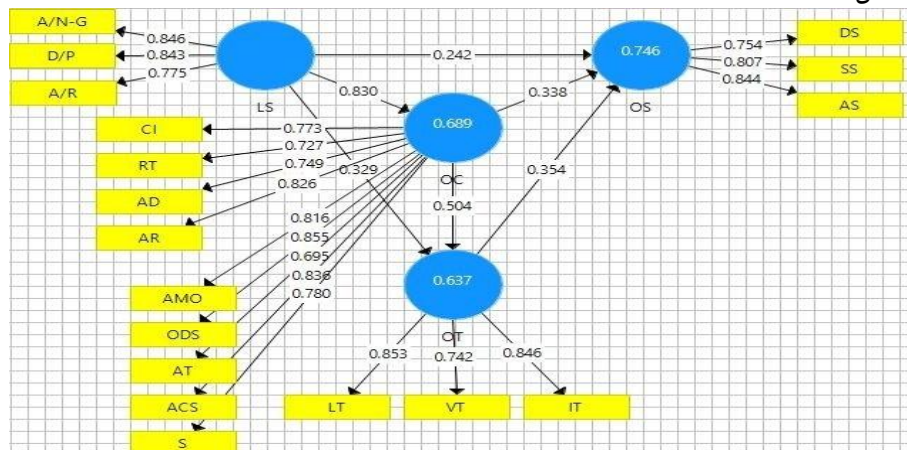 A/N-G
0.846
D/P
0.843
A/R
0.775
LS
0.242
0.746
OS
0.754
DS
0.807
SS
0.844
AS
0.830
0.338
0.689
OC
CI
0.773
RT
0.727
AD
0.749
AR
0.826
0.329
0.354
0.504
0.816
0.855
0.695
0.836
0.780
AMO
ODS
AT
ACS
S
0.637
OT
0.853
0.742
0.846
LT
VT
IT